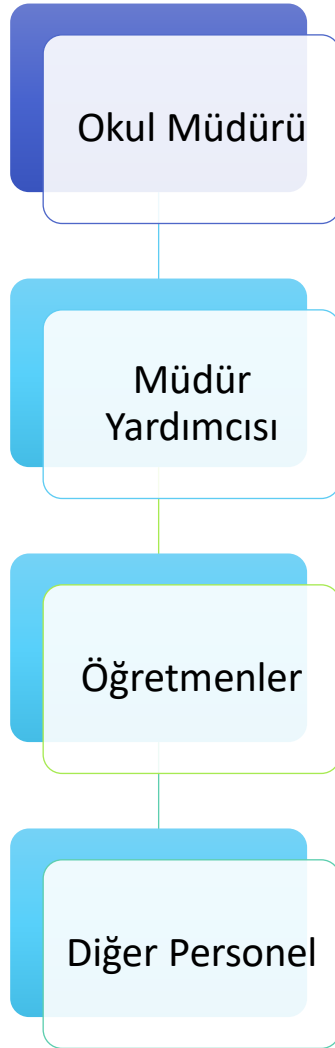 Okul Müdürü
Müdür
Yardımcısı
Öğretmenler
Diğer Personel